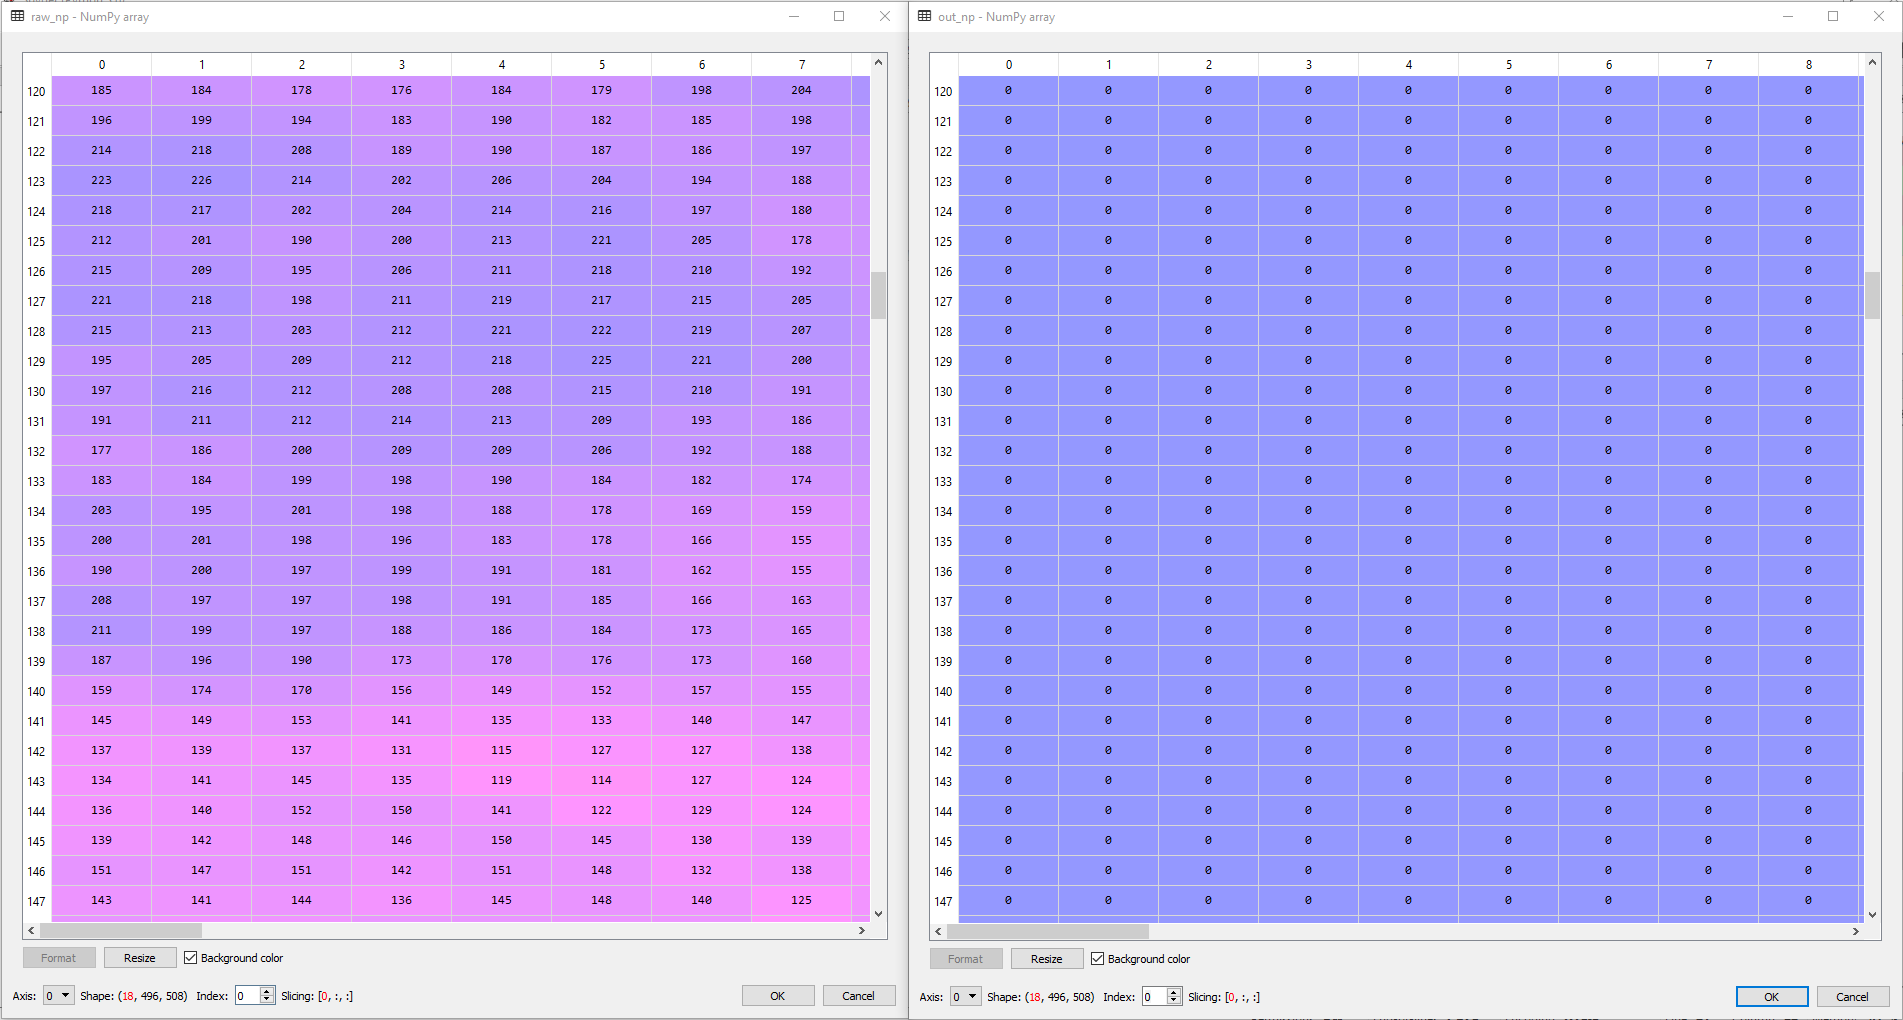 raw_np - NumPy array
0 1 2 3 4 5 6 7
120 185 184 178 176 184 179 198 204
121 196 199 194 183 190 182 185 198
122 214 218 208 189 190 187 186 197
123 223 226 214 202 206 204 194 188
124 218 217 202 204 214 216 197 180
125 212 201 190 200 213 221 205 178
126 215 209 195 206 211 218 210 192
127 221 218 198 211 219 217 215 205
128 215 213 203 212 221 222 219 207
129 195 205 209 212 218 225 221 200
130 197 216 212 208 208 215 210 191
131 191 211 212 214 213 209 193 186
132 177 186 200 209 209 206 192 188
133 183 184 199 198 190 184 182 174
134 203 195 201 198 188 178 169 159
135 200 201 198 196 183 178 166 155
136 190 200 197 199 191 181 162 155
137 208 197 197 198 191 185 166 163
138 211 199 197 188 186 184 173 165
139 187 196 190 173 170 176 173 160
140 159 174 170 156 149 152 157 155
141 145 149 153 141 135 133 140 147
142 137 139 137 131 115 127 127 138
143 134 141 145 135 119 114 127 124
144 136 140 152 150 141 122 129 124
145 139 142 148 146 150 145 130 139
146 151 147 151 142 151 148 132 138
147 143 141 144 136 145 148 140 125
Format Resize Background color
Axis: 0 Shape: (18, 496, 508) Index: 0 Slicing: [0, :, :] OK Cancel
out_np - NumPy array
0 1 2 3 4 5 6 7 8
120 0 0 0 0 0 0 0 0 0
121 0 0 0 0 0 0 0 0 0
122 0 0 0 0 0 0 0 0 0
123 0 0 0 0 0 0 0 0 0
124 0 0 0 0 0 0 0 0 0
125 0 0 0 0 0 0 0 0 0
126 0 0 0 0 0 0 0 0 0
127 0 0 0 0 0 0 0 0 0
128 0 0 0 0 0 0 0 0 0
129 0 0 0 0 0 0 0 0 0
130 0 0 0 0 0 0 0 0 0
131 0 0 0 0 0 0 0 0 0
132 0 0 0 0 0 0 0 0 0
133 0 0 0 0 0 0 0 0 0
134 0 0 0 0 0 0 0 0 0
135 0 0 0 0 0 0 0 0 0
136 0 0 0 0 0 0 0 0 0
137 0 0 0 0 0 0 0 0 0
138 0 0 0 0 0 0 0 0 0
139 0 0 0 0 0 0 0 0 0
140 0 0 0 0 0 0 0 0 0
141 0 0 0 0 0 0 0 0 0
142 0 0 0 0 0 0 0 0 0
143 0 0 0 0 0 0 0 0 0
144 0 0 0 0 0 0 0 0 0
145 0 0 0 0 0 0 0 0 0
146 0 0 0 0 0 0 0 0 0
147 0 0 0 0 0 0 0 0 0
Format Resize Background color
Axis: 0 Shape: (18, 496, 508) Index: 0 Slicing: [0, :, :] OK Cancel